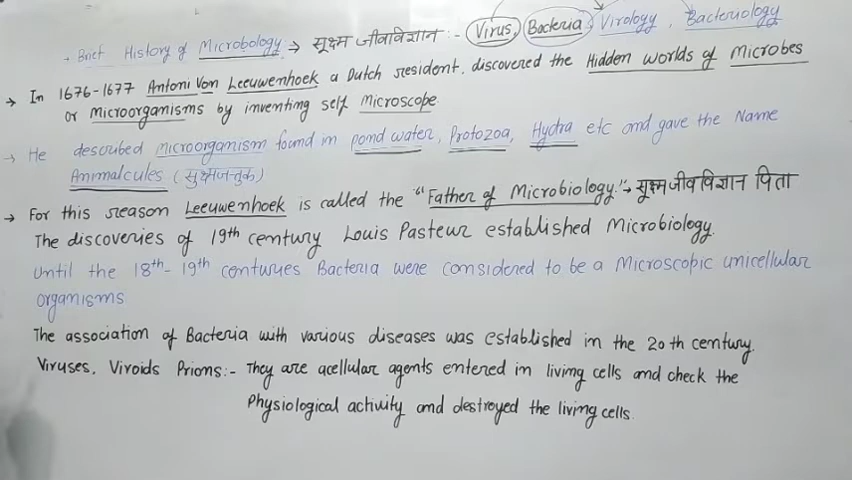 - Brief History of Microbology → सूक्ष्म जीवविज्ञान :- Virus, Bacteria, Virology, Bacteriology
→ In 1676-1677 Antoni Von Leeuwenhoek a Dutch resident. discovered the Hidden worlds of Microbes
or Microorganisms by inventing self Microscope
→ He described microorganism found in pond water, Protozoa, Hydra etc and gave the Name
Animalcules (सुक्ष्मजन्तुक)
→ For this reason Leeuwenhoek is called the "Father of Microbiology." → सूक्ष्म जीव विज्ञान पिता
The discoveries of 19th century Louis Pasteur established Microbiology.
Until the 18th - 19th centuries Bacteria were considered to be a Microscopic unicellular
organisms
The association of Bacteria with various diseases was established in the 20th century.
Viruses, Viroids Prions:- They are acellular agents entered in living cells and check the
Physiological activity and destroyed the living cells.